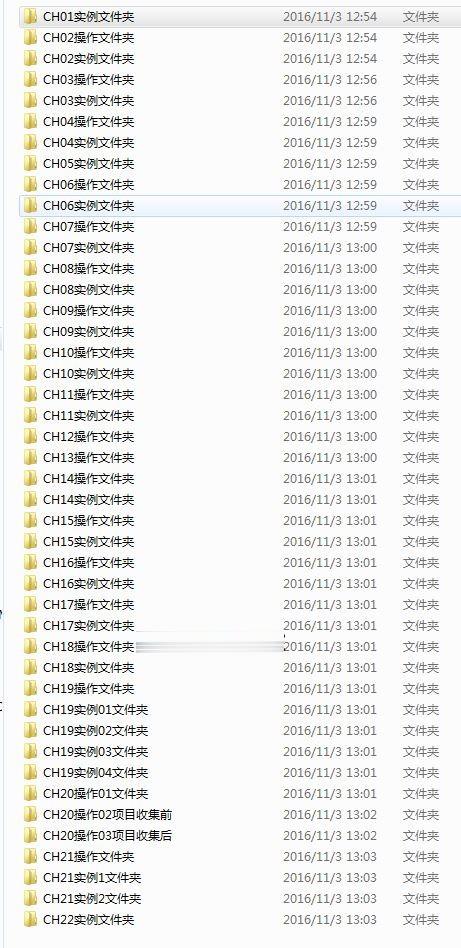 CH01实例文件夹 2016/11/3 12:54 文件夹
CH02操作文件夹 2016/11/3 12:54 文件夹
CH02实例文件夹 2016/11/3 12:54 文件夹
CH03操作文件夹 2016/11/3 12:56 文件夹
CH03实例文件夹 2016/11/3 12:56 文件夹
CH04操作文件夹 2016/11/3 12:59 文件夹
CH04实例文件夹 2016/11/3 12:59 文件夹
CH05实例文件夹 2016/11/3 12:59 文件夹
CH06操作文件夹 2016/11/3 12:59 文件夹
CH06实例文件夹 2016/11/3 12:59 文件夹
CH07操作文件夹 2016/11/3 12:59 文件夹
CH07实例文件夹 2016/11/3 13:00 文件夹
CH08操作文件夹 2016/11/3 13:00 文件夹
CH08实例文件夹 2016/11/3 13:00 文件夹
CH09操作文件夹 2016/11/3 13:00 文件夹
CH09实例文件夹 2016/11/3 13:00 文件夹
CH10操作文件夹 2016/11/3 13:00 文件夹
CH10实例文件夹 2016/11/3 13:00 文件夹
CH11操作文件夹 2016/11/3 13:00 文件夹
CH11实例文件夹 2016/11/3 13:00 文件夹
CH12操作文件夹 2016/11/3 13:00 文件夹
CH13操作文件夹 2016/11/3 13:00 文件夹
CH14操作文件夹 2016/11/3 13:01 文件夹
CH14实例文件夹 2016/11/3 13:01 文件夹
CH15操作文件夹 2016/11/3 13:01 文件夹
CH15实例文件夹 2016/11/3 13:01 文件夹
CH16操作文件夹 2016/11/3 13:01 文件夹
CH16实例文件夹 2016/11/3 13:01 文件夹
CH17操作文件夹 2016/11/3 13:01 文件夹
CH17实例文件夹 2016/11/3 13:01 文件夹
CH18操作文件夹 2016/11/3 13:01 文件夹
CH18实例文件夹 2016/11/3 13:01 文件夹
CH19操作文件夹 2016/11/3 13:01 文件夹
CH19实例01文件夹 2016/11/3 13:01 文件夹
CH19实例02文件夹 2016/11/3 13:01 文件夹
CH19实例03文件夹 2016/11/3 13:01 文件夹
CH19实例04文件夹 2016/11/3 13:01 文件夹
CH20操作01文件夹 2016/11/3 13:01 文件夹
CH20操作02项目收集前 2016/11/3 13:02 文件夹
CH20操作03项目收集后 2016/11/3 13:02 文件夹
CH21操作文件夹 2016/11/3 13:03 文件夹
CH21实例1文件夹 2016/11/3 13:03 文件夹
CH21实例2文件夹 2016/11/3 13:03 文件夹
CH22实例文件夹 2016/11/3 13:03 文件夹